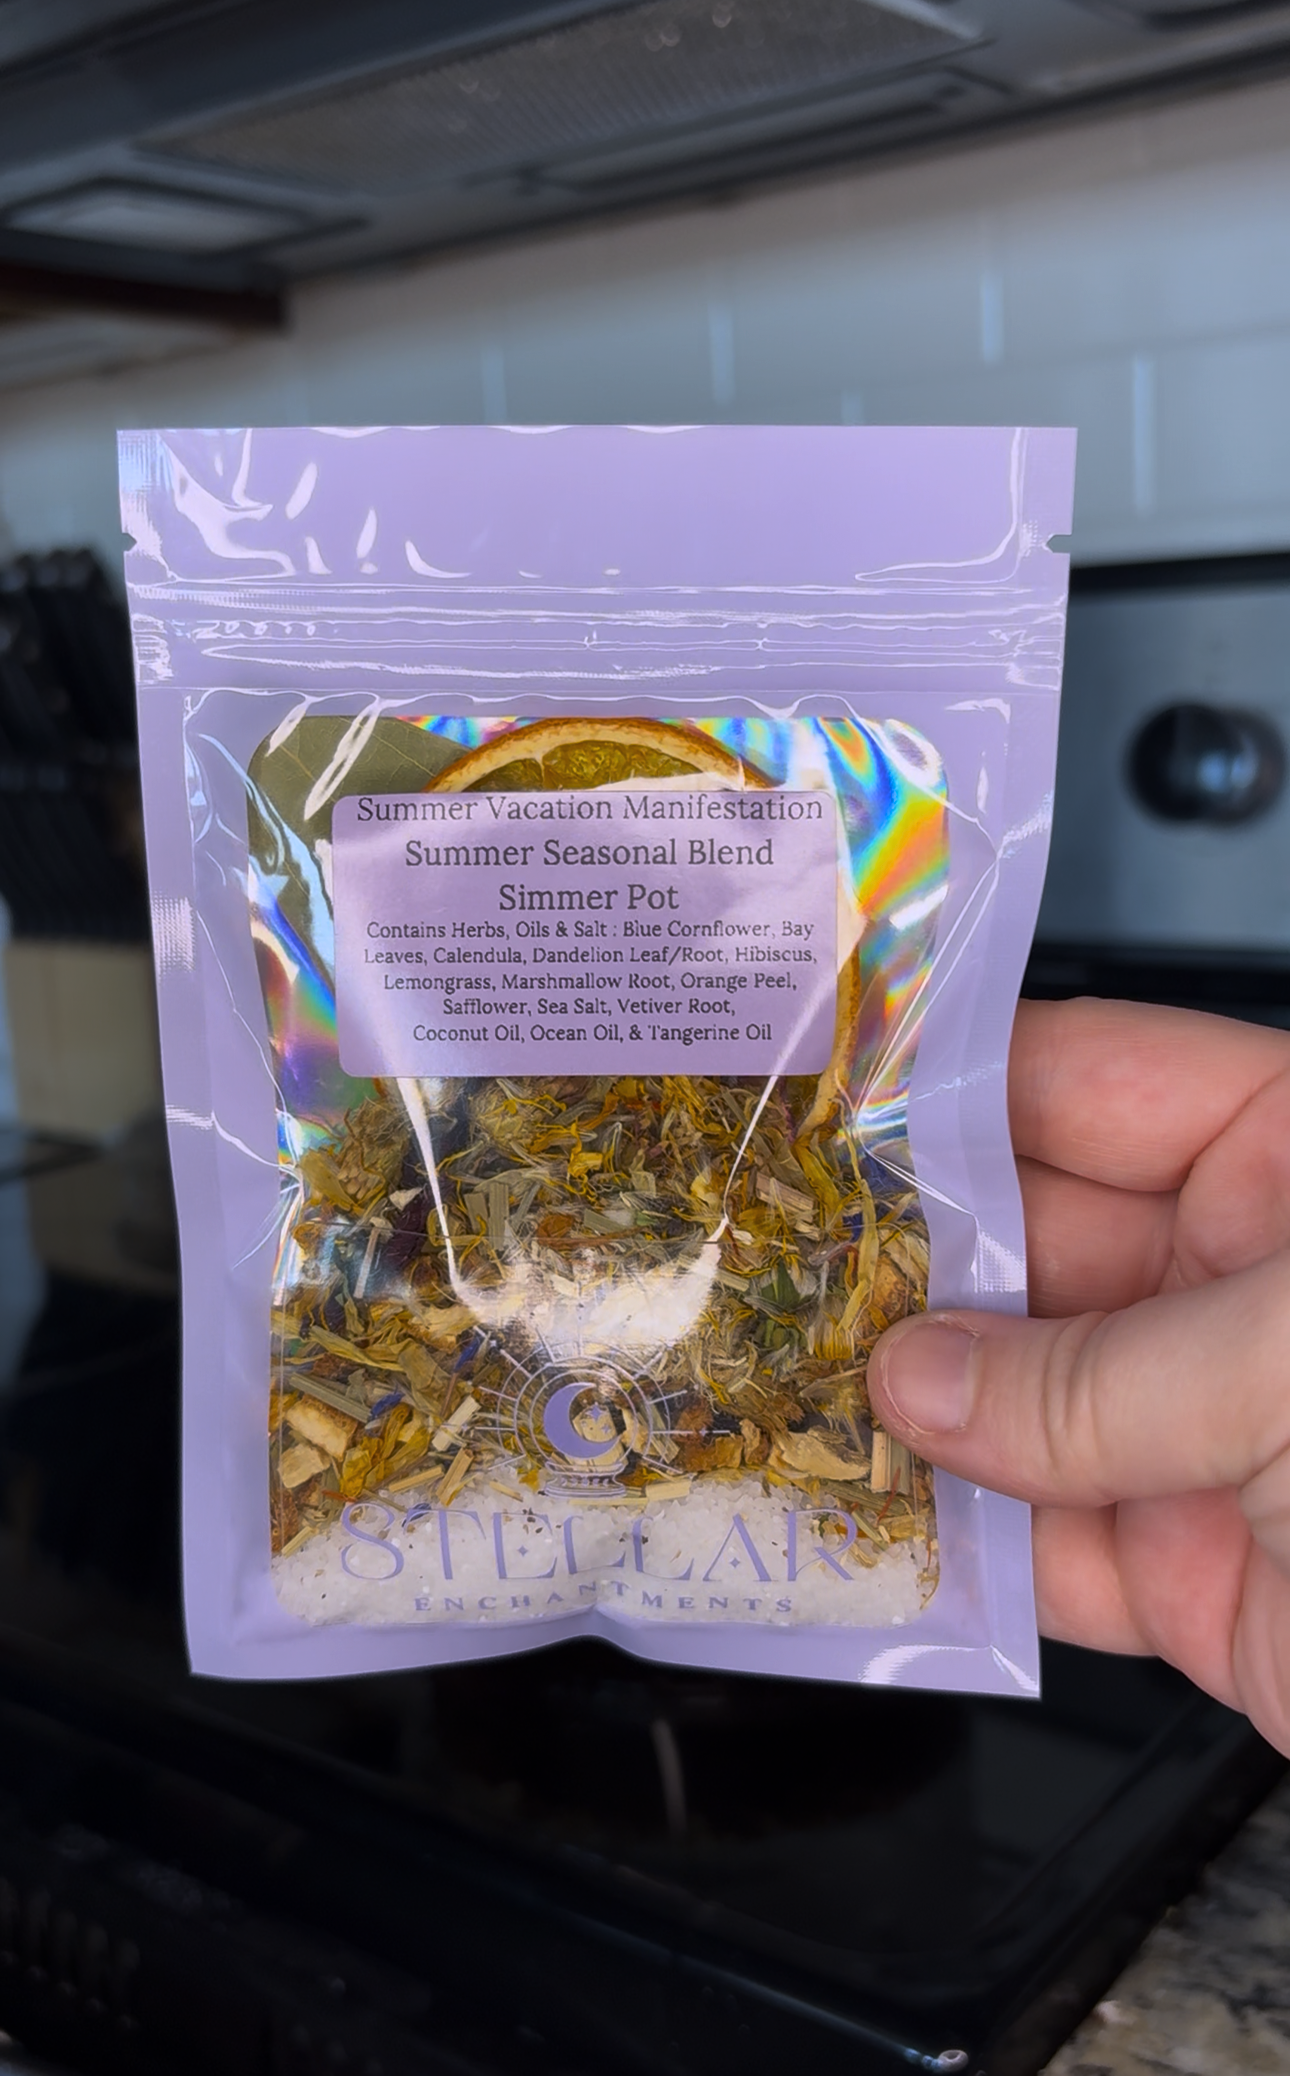 Summer Vacation Manifestation
Summer Seasonal Blend
Simmer Pot
Contains Herbs, Oils & Salt : Blue Cornflower, Bay
Leaves, Calendula, Dandelion Leaf/Root, Hibiscus,
Lemongrass, Marshmallow Root, Orange Peel,
Safflower, Sea Salt, Vetiver Root,
Coconut Oil, Ocean Oil, & Tangerine Oil
STELLAR
ENCHANTMENTS